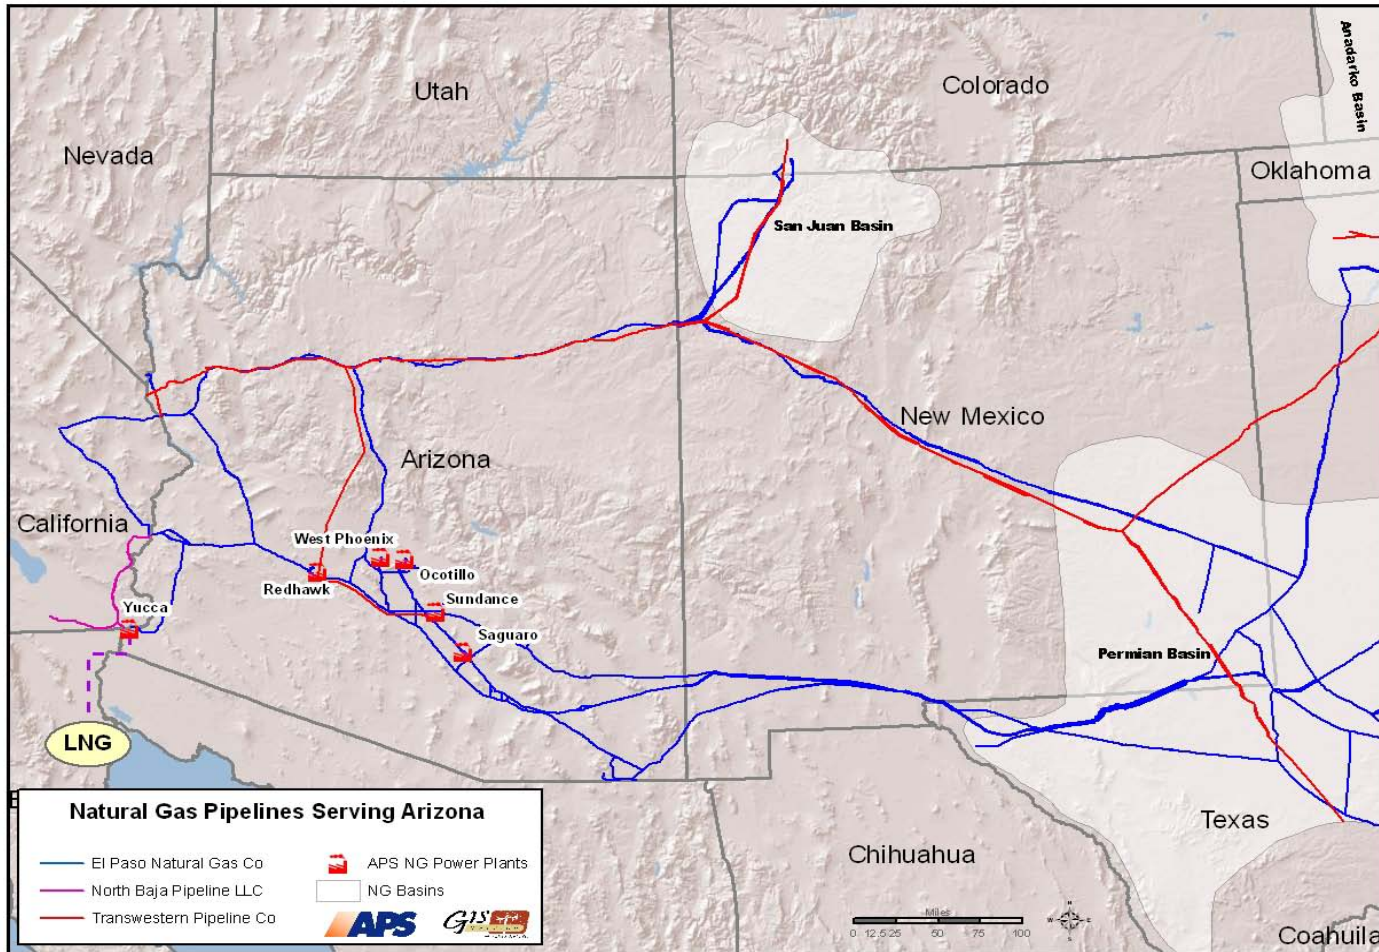 Utah
Colorado
Anadarko Basin
Nevada
Oklahoma
San Juan Basin
New Mexico
Arizona
California
West Phoenix
Ocotillo
Redhawk
Sundance
Yucca
Saguaro
Permian Basin
LNG
Texas
Chihuahua
Coahuila
Miles
0 12.5 25 50 75 100
N
W E
S
Natural Gas Pipelines Serving Arizona
El Paso Natural Gas Co
APS NG Power Plants
North Baja Pipeline LLC
NG Basins
Transwestern Pipeline Co
APS
GIS